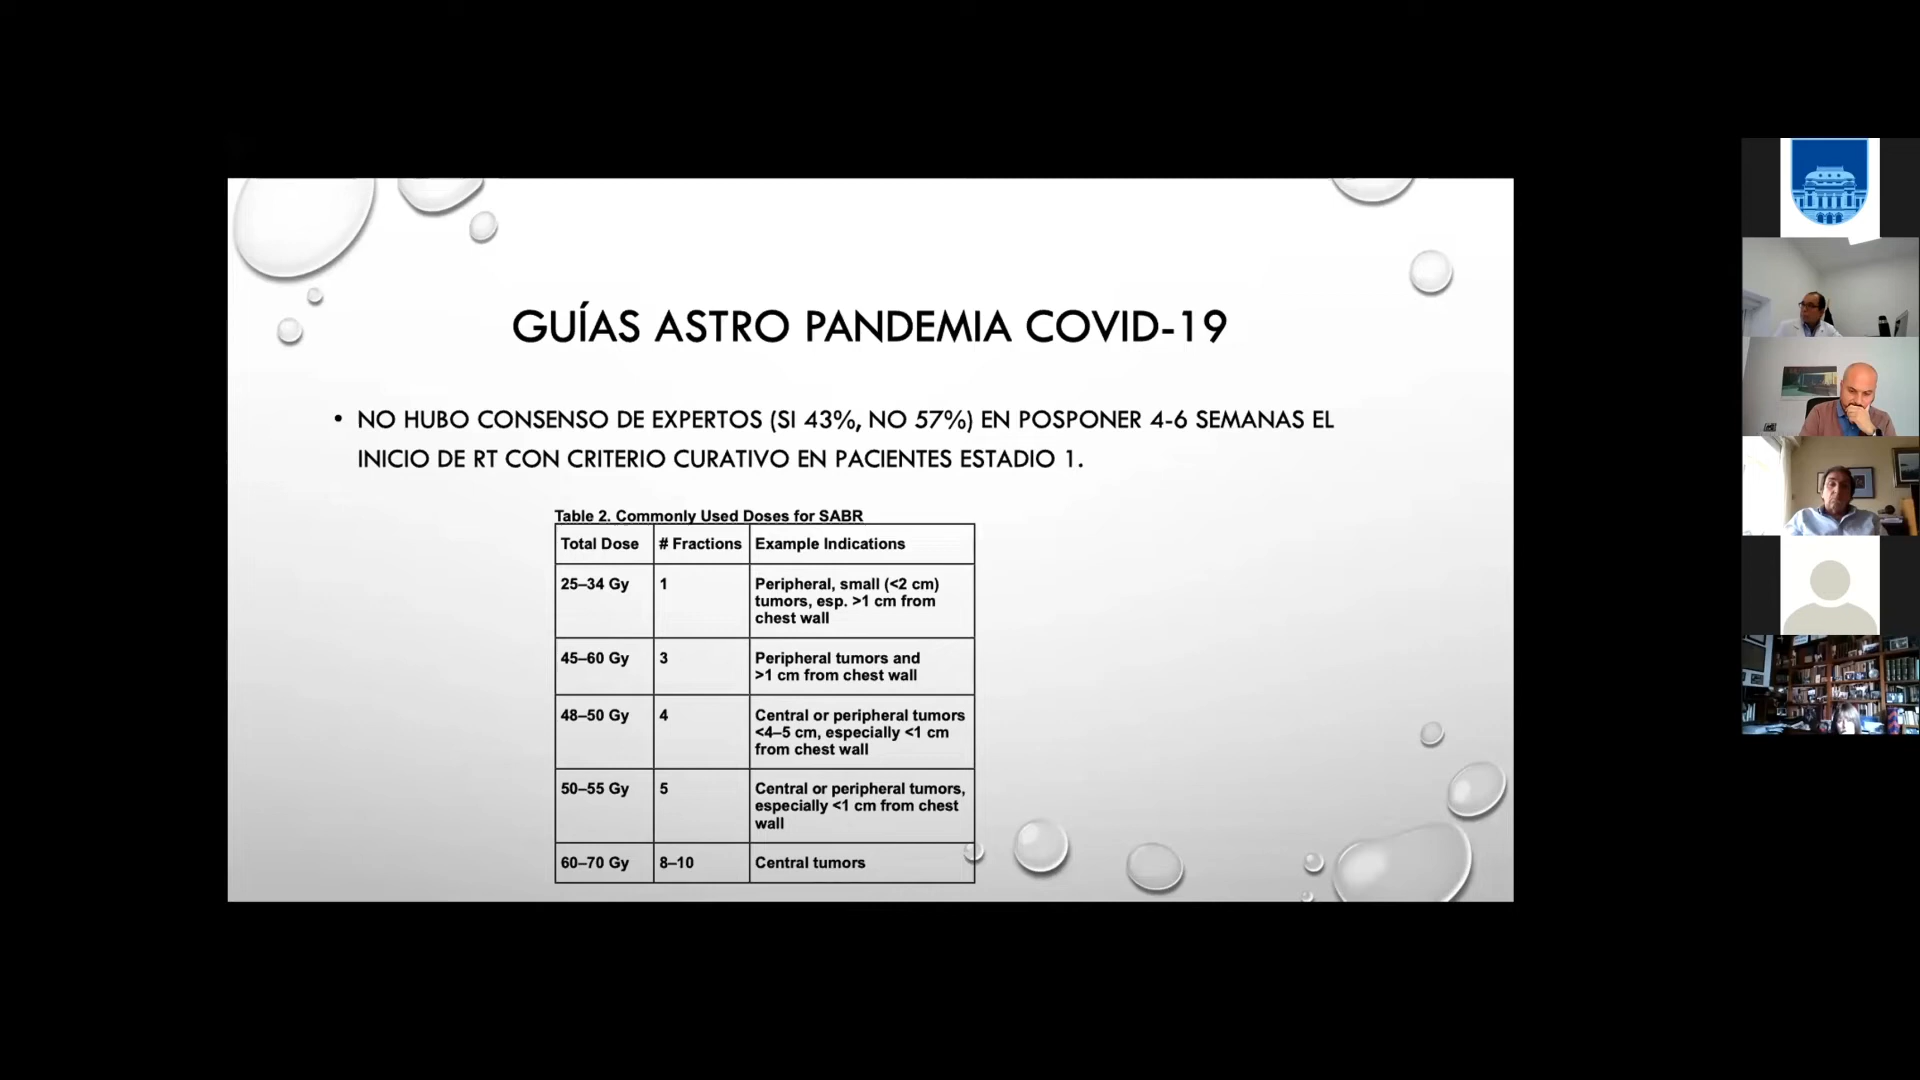 GUÍAS ASTRO PANDEMIA COVID-19
• NO HUBO CONSENSO DE EXPERTOS (SI 43%, NO 57%) EN POSPONER 4-6 SEMANAS EL
INICIO DE RT CON CRITERIO CURATIVO EN PACIENTES ESTADIO 1.
Table 2. Commonly Used Doses for SABR
Total Dose # Fractions Example Indications
25–34 Gy 1 Peripheral, small (<2 cm)
tumors, esp. >1 cm from
chest wall
45–60 Gy 3 Peripheral tumors and
>1 cm from chest wall
48–50 Gy 4 Central or peripheral tumors
<4–5 cm, especially <1 cm
from chest wall
50–55 Gy 5 Central or peripheral tumors,
especially <1 cm from chest
wall
60–70 Gy 8–10 Central tumors